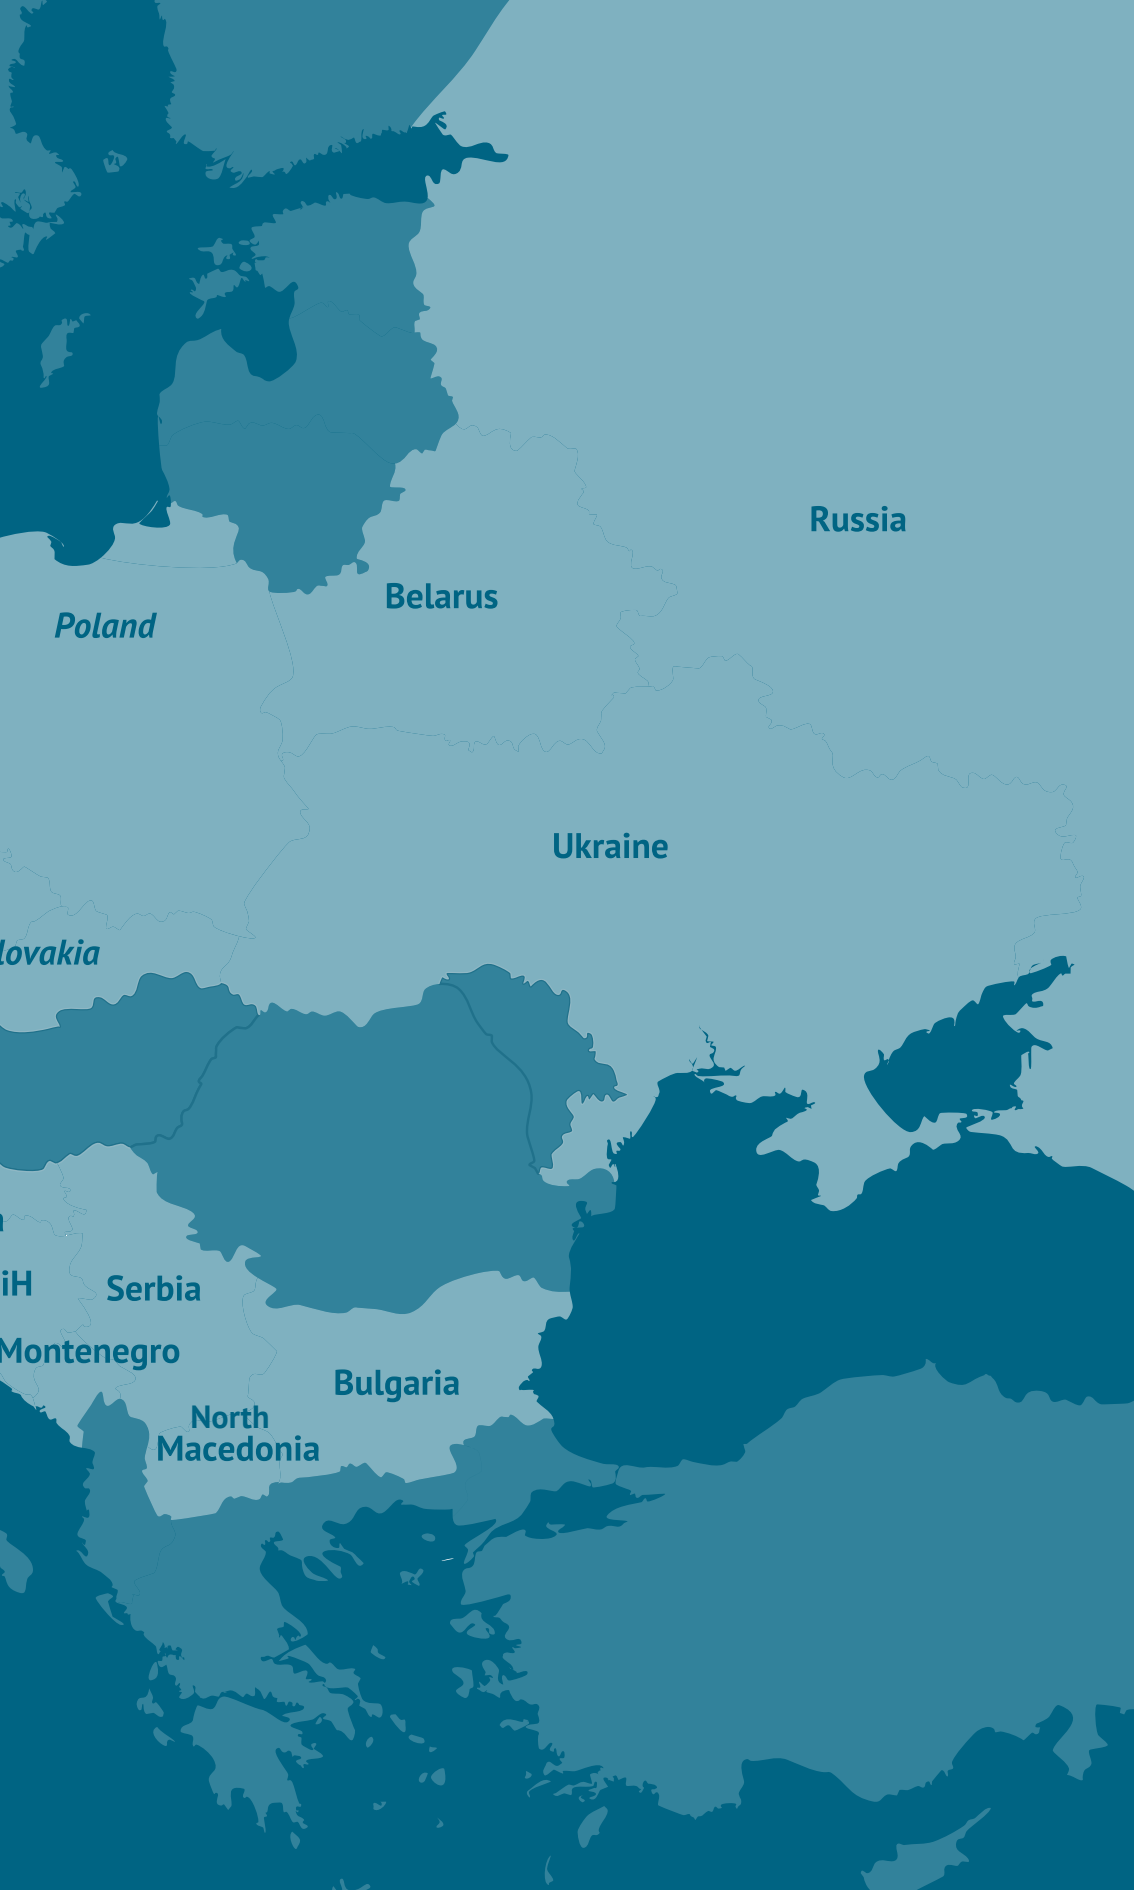 Russia
Belarus
Poland
Ukraine
lovakia
iH
Serbia
Montenegro
Bulgaria
North
Macedonia